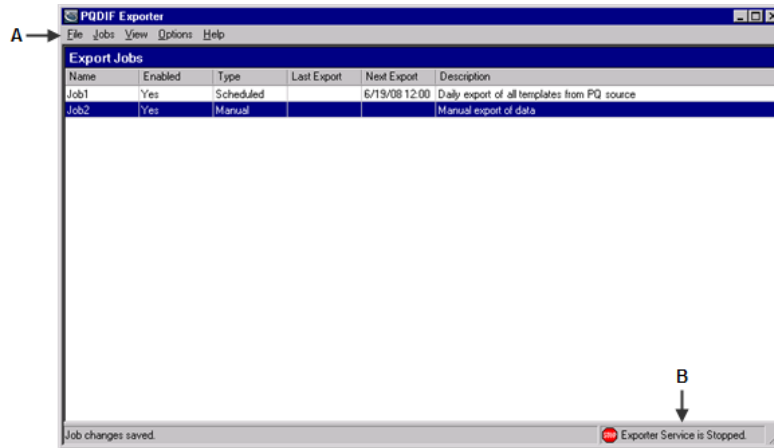 PQDIF Exporter
A
File Jobs View Options Help
Export Jobs
Name Enabled Type Last Export Next Export Description
Job1 Yes Scheduled 6/19/08 12:00 Daily export of all templates from PQ source
Job2 Yes Manual Manual export of data
B
Job changes saved. STOP Exporter Service is Stopped.